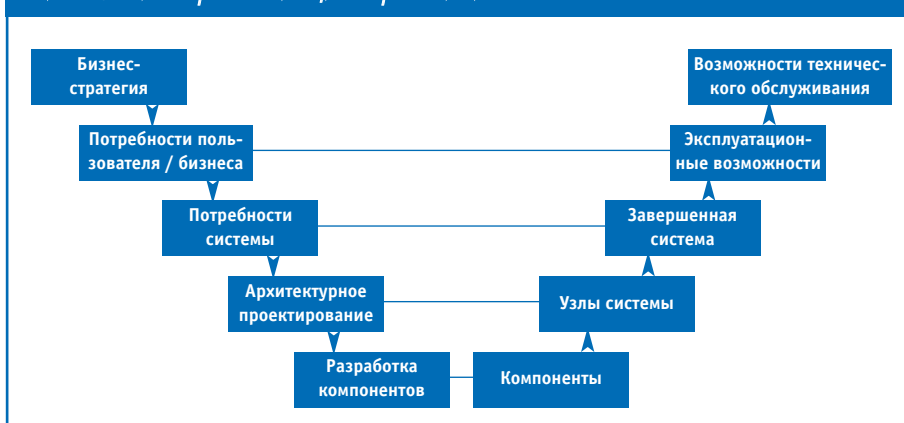 Бизнес-
стратегия
Возможности техничес-
кого обслуживания
Потребности поль-
зователя / бизнеса
Эксплуатацион-
ные возможности
Потребности
системы
Завершенная
система
Архитектурное
проектирование
Узлы системы
Разработка
компонентов
Компоненты